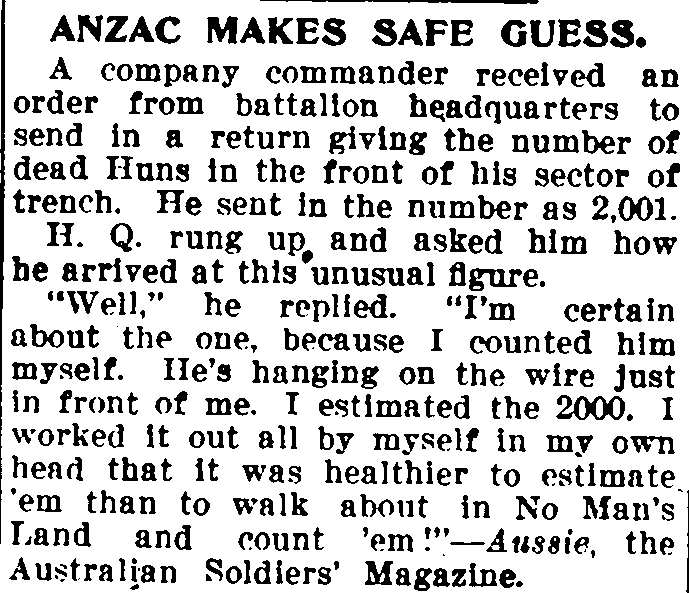 ANZAC MAKES SAFE GUESS.
A company commander received an
order from battalion headquarters to
send in a return giving the number of
dead Huns in the front of his sector of
trench. He sent in the number as 2,001.
H. Q. rung up, and asked him how
he arrived at this unusual figure.
"Well," he replied. "I'm certain
about the one, because I counted him
myself. He's hanging on the wire just
in front of me. I estimated the 2000. I
worked it out all by myself in my own
head that it was healthier to estimate
'em than to walk about in No Man's
Land and count 'em!"—Aussie, the
Australian Soldiers' Magazine.